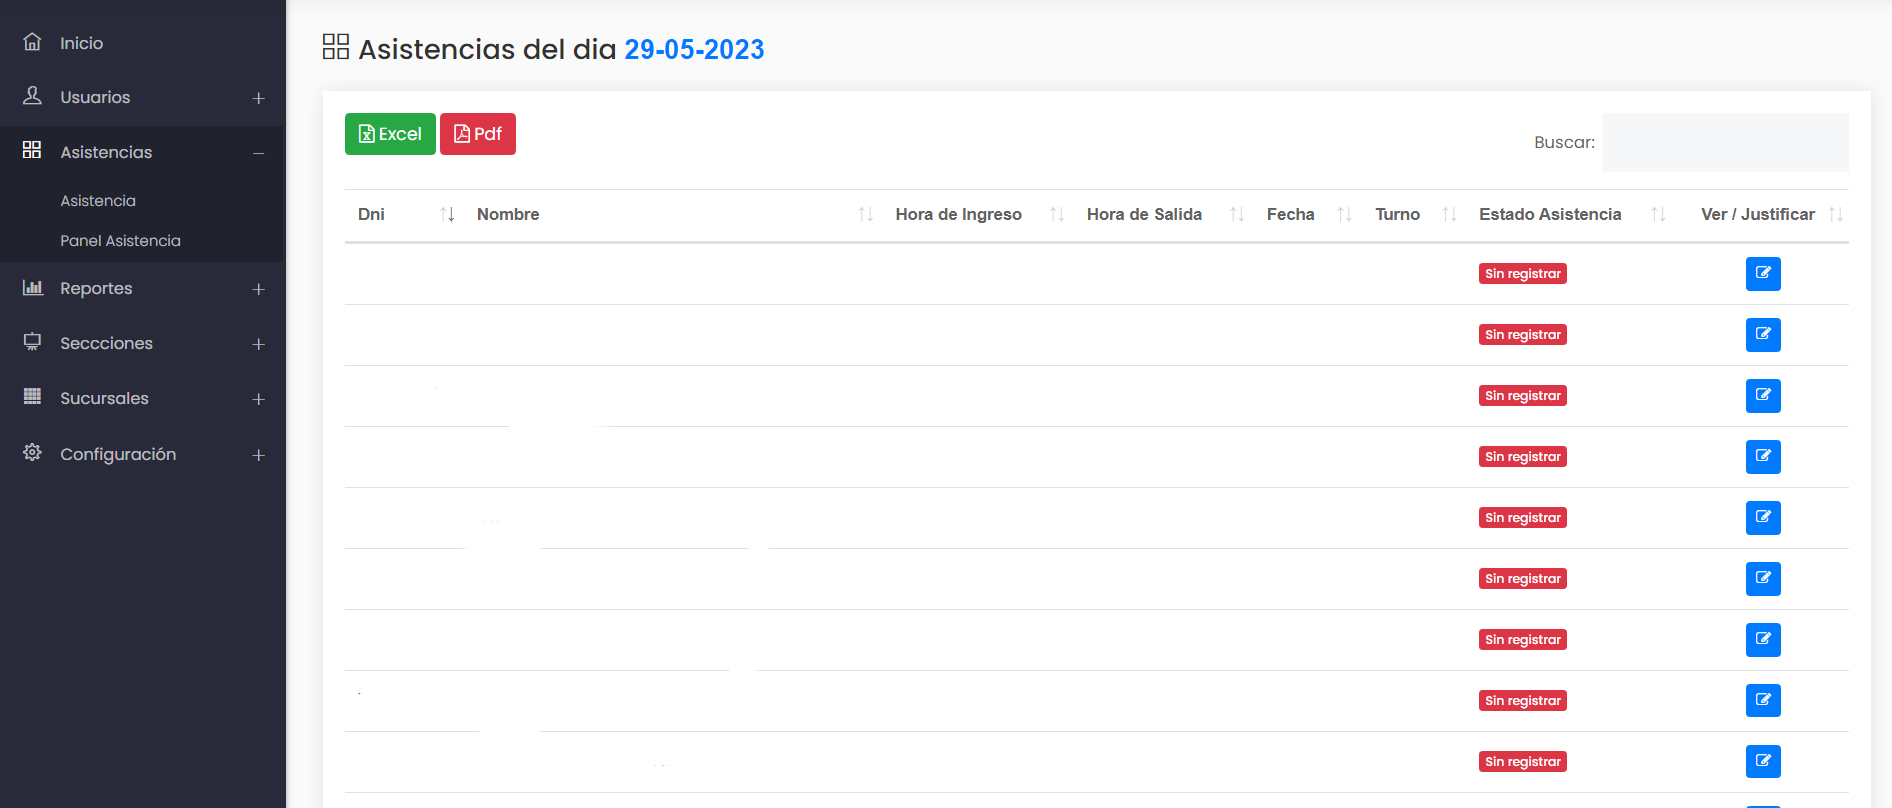 Inicio
Usuarios
Asistencias
Asistencia
Panel Asistencia
Reportes
Seccciones
Sucursales
Configuración
Asistencias del dia 29-05-2023
Excel Pdf
Buscar:
Dni Nombre Hora de Ingreso Hora de Salida Fecha Turno Estado Asistencia Ver / Justificar
Sin registrar
Sin registrar
Sin registrar
Sin registrar
Sin registrar
Sin registrar
Sin registrar
Sin registrar
Sin registrar